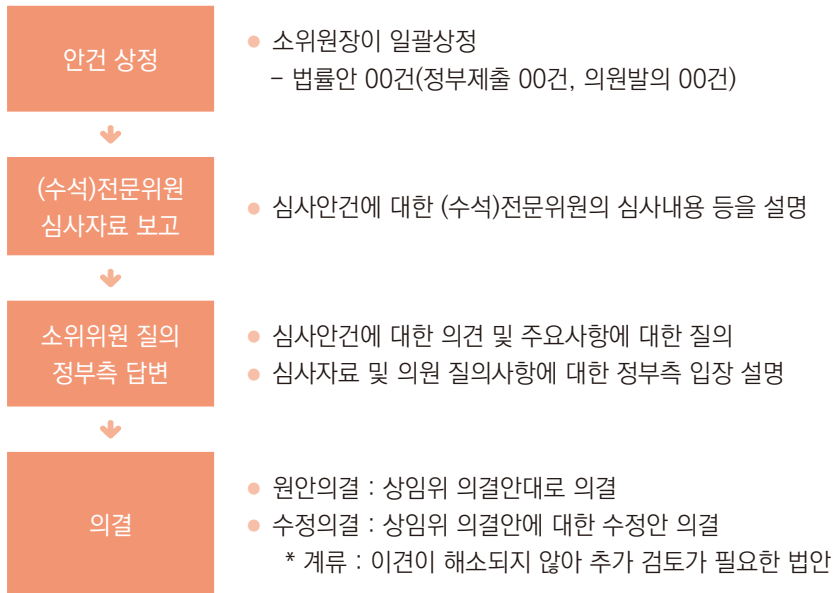 안건 상정
● 소위원장이 일괄상정
– 법률안 00건(정부제출 00건, 의원발의 00건)
(수석)전문위원
심사자료 보고
● 심사안건에 대한 (수석)전문위원의 심사내용 등을 설명
소위위원 질의
정부측 답변
● 심사안건에 대한 의견 및 주요사항에 대한 질의
● 심사자료 및 의원 질의사항에 대한 정부측 입장 설명
의결
● 원안의결 : 상임위 의결안대로 의결
● 수정의결 : 상임위 의결안에 대한 수정안 의결
* 계류 : 이견이 해소되지 않아 추가 검토가 필요한 법안